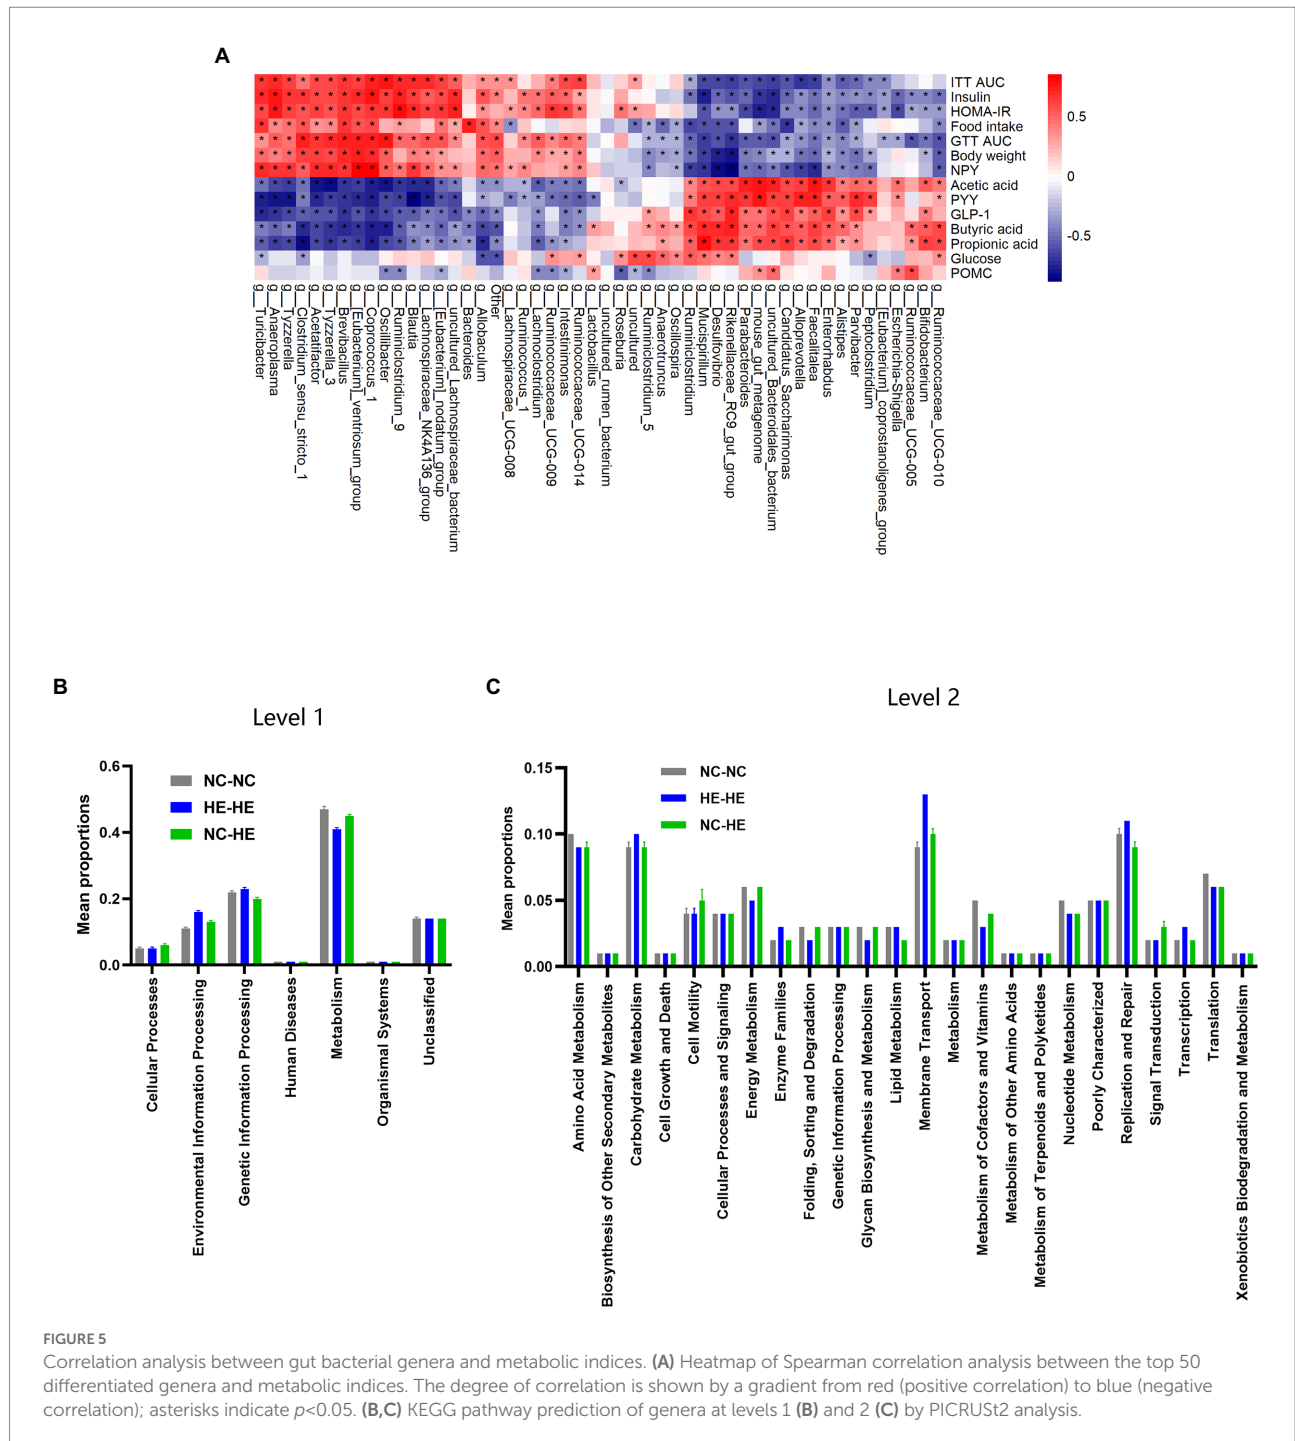 A
ITT AUC
Insulin
HOMA-IR
Food intake
GTT AUC
Body weight
NPY
Acetic acid
PYY
GLP-1
Butyric acid
Propionic acid
Glucose
POMC
0.5
0
-0.5
g__Turicibacter
g__Anaeroplasma
g__Tyzzerella
g__Clostridium_sensu_stricto_1
g__Acetatifactor
g__Tyzzerella_3
g__Brevibacillus
g__[Eubacterium]_ventriosum_group
g__Coprococcus_1
g__Oscillibacter
g__Ruminiclostridium_9
g__Blautia
g__Lachnospiraceae_NK4A136_group
g__[Eubacterium]_nodatum_group
g__uncultured_Lachnospiraceae_bacterium
g__Bacteroides
g__Allobaculum
Other
g__Lachnospiraceae_UCG-008
g__Ruminococcus_1
g__Lachnoclostridium
g__Ruminococcaceae_UCG-009
g__Intestinimonas
g__Ruminococcaceae_UCG-014
g__Lactobacillus
g__uncultured_rumen_bacterium
g__Roseburia
g__uncultured
g__Ruminiclostridium_5
g__Anaerotruncus
g__Oscillospira
g__Ruminiclostridium
g__Mucispirillum
g__Desulfovibrio
g__Rikenellaceae_RC9_gut_group
g__Parabacteroides
g__mouse_gut_metagenome
g__uncultured_Bacteroidales_bacterium
g__Candidatus_Saccharimonas
g__Alloprevotella
g__Faecalitalea
g__Enterorhabdus
g__Alistipes
g__Parvibacter
g__Peptoclostridium
g__[Eubacterium]_coprostanoligenes_group
g__Escherichia-Shigella
g__Ruminococcaceae_UCG-005
g__Bifidobacterium
g__Ruminococcaceae_UCG-010
B
Level 1
Mean proportions
0.6
0.4
0.2
0.0
NC-NC
HE-HE
NC-HE
Cellular Processes
Environmental Information Processing
Genetic Information Processing
Human Diseases
Metabolism
Organismal Systems
Unclassified
C
Level 2
Mean proportions
0.15
0.10
0.05
0.00
NC-NC
HE-HE
NC-HE
Amino Acid Metabolism
Biosynthesis of Other Secondary Metabolites
Carbohydrate Metabolism
Cell Growth and Death
Cell Motility
Cellular Processes and Signaling
Energy Metabolism
Enzyme Families
Folding, Sorting and Degradation
Genetic Information Processing
Glycan Biosynthesis and Metabolism
Lipid Metabolism
Membrane Transport
Metabolism
Metabolism of Cofactors and Vitamins
Metabolism of Other Amino Acids
Metabolism of Terpenoids and Polyketides
Nucleotide Metabolism
Poorly Characterized
Replication and Repair
Signal Transduction
Transcription
Translation
Xenobiotics Biodegradation and Metabolism
FIGURE 5
Correlation analysis between gut bacterial genera and metabolic indices. (A) Heatmap of Spearman correlation analysis between the top 50
differentiated genera and metabolic indices. The degree of correlation is shown by a gradient from red (positive correlation) to blue (negative
correlation); asterisks indicate p<0.05. (B,C) KEGG pathway prediction of genera at levels 1 (B) and 2 (C) by PICRUSt2 analysis.